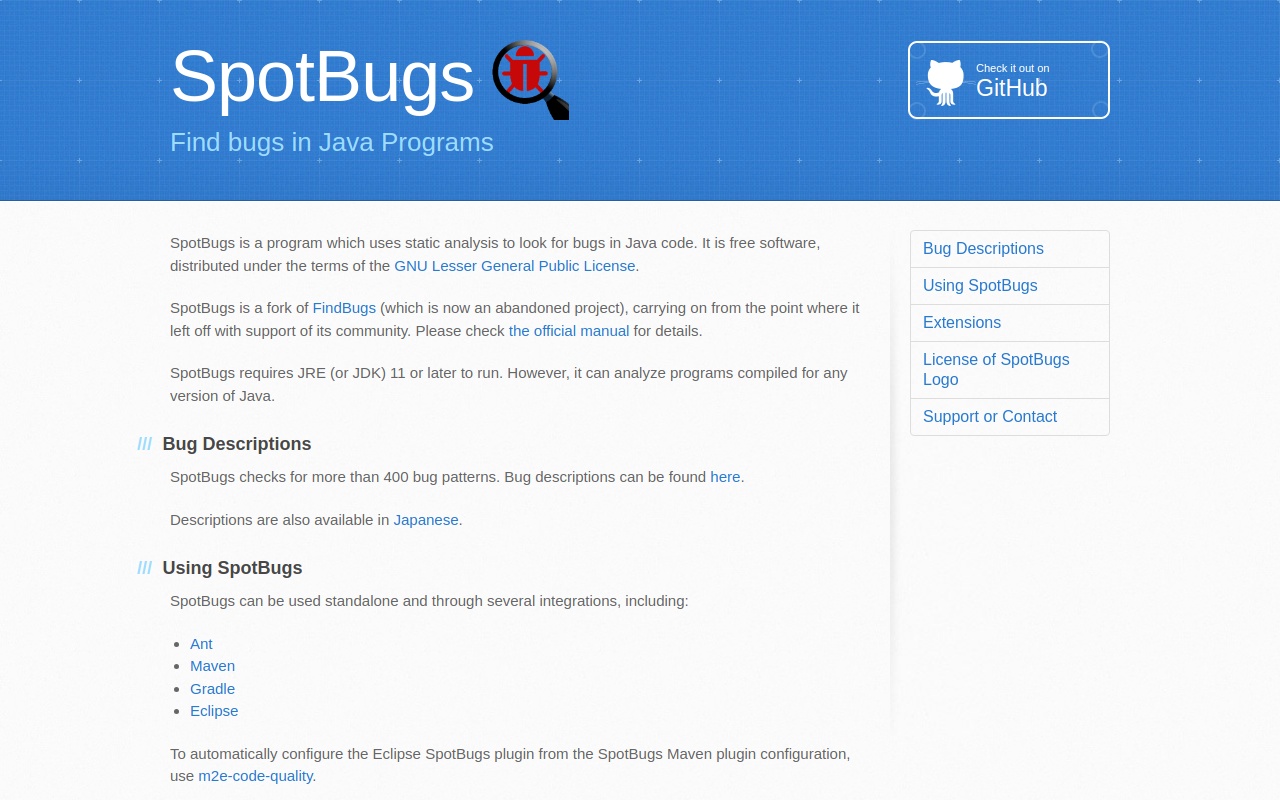 SpotBugs
Find bugs in Java Programs
Check it out on
GitHub
SpotBugs is a program which uses static analysis to look for bugs in Java code. It is free software,
distributed under the terms of the GNU Lesser General Public License.
SpotBugs is a fork of FindBugs (which is now an abandoned project), carrying on from the point where it
left off with support of its community. Please check the official manual for details.
SpotBugs requires JRE (or JDK) 11 or later to run. However, it can analyze programs compiled for any
version of Java.
/// Bug Descriptions
SpotBugs checks for more than 400 bug patterns. Bug descriptions can be found here.
Descriptions are also available in Japanese.
/// Using SpotBugs
SpotBugs can be used standalone and through several integrations, including:
• Ant
• Maven
• Gradle
• Eclipse
To automatically configure the Eclipse SpotBugs plugin from the SpotBugs Maven plugin configuration,
use m2e-code-quality.
Bug Descriptions
Using SpotBugs
Extensions
License of SpotBugs
Logo
Support or Contact